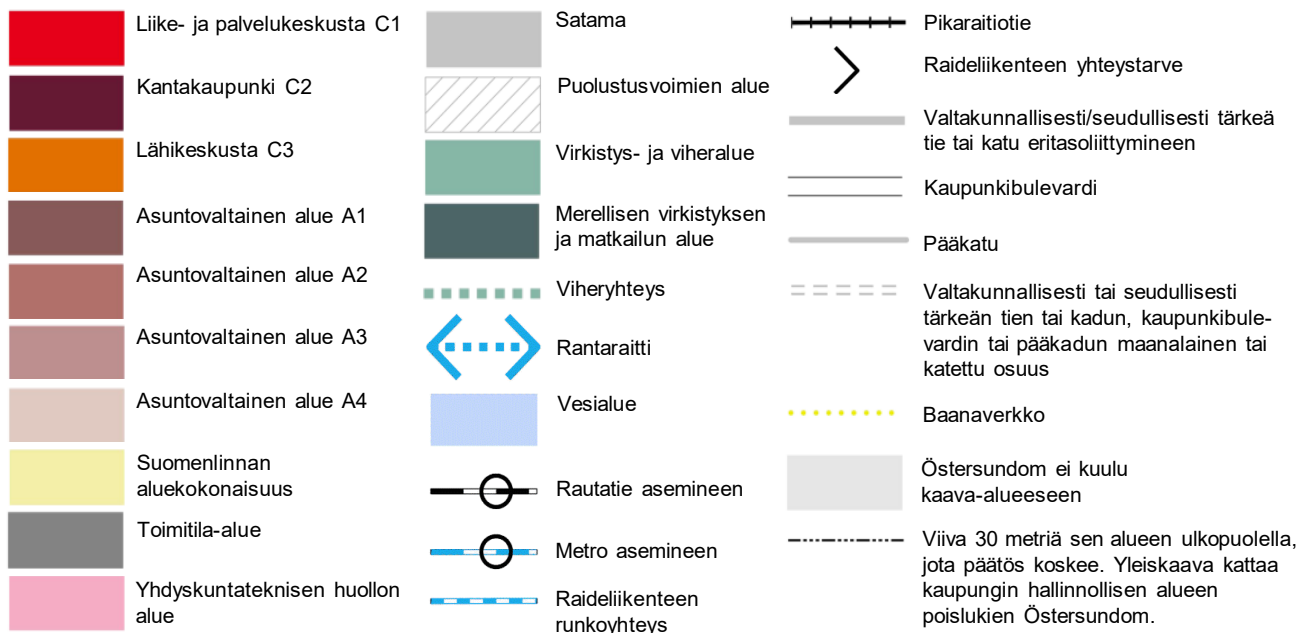 Liike- ja palvelukeskusta C1
Kantakaupunki C2
Lähikeskusta C3
Asuntovaltainen alue A1
Asuntovaltainen alue A2
Asuntovaltainen alue A3
Asuntovaltainen alue A4
Suomenlinnan
aluekokonaisuus
Toimitila-alue
Yhdyskuntateknisen huollon
alue
Satama
Puolustusvoimien alue
Virkistys- ja viheralue
Merellisen virkistyksen
ja matkailun alue
Viheryhteys
Rantaraitti
Vesialue
Rautatie asemineen
Metro asemineen
Raideliikenteen
runkoyhteys
Pikaraitiotie
Raideliikenteen yhteystarve
Valtakunnallisesti/seudullisesti tärkeä
tie tai katu eritasoliittymineen
Kaupunkibulevardi
Pääkatu
Valtakunnallisesti tai seudullisesti
tärkeän tien tai kadun, kaupunkibule-
vardin tai pääkadun maanalainen tai
katettu osuus
Baanaverkko
Östersundom ei kuulu
kaava-alueeseen
Viiva 30 metriä sen alueen ulkopuolella,
jota päätös koskee. Yleiskaava kattaa
kaupungin hallinnollisen alueen
poislukien Östersundom.